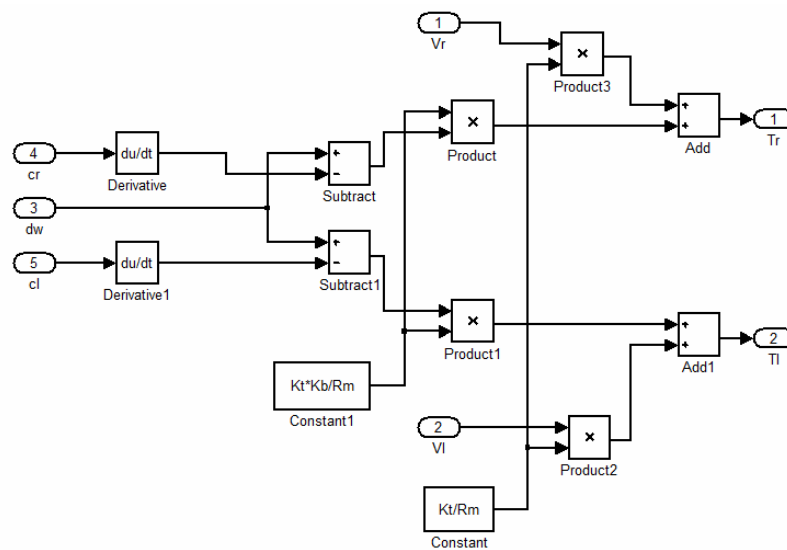 1
Vr
×
Product3
+
+
Add
1
Tr
×
Product
4
cr
du/dt
Derivative
+
−
Subtract
3
dw
5
cl
du/dt
Derivative1
+
−
Subtract1
×
Product1
+
+
Add1
2
Tl
Kt*Kb/Rm
Constant1
2
Vl
×
Product2
Kt/Rm
Constant